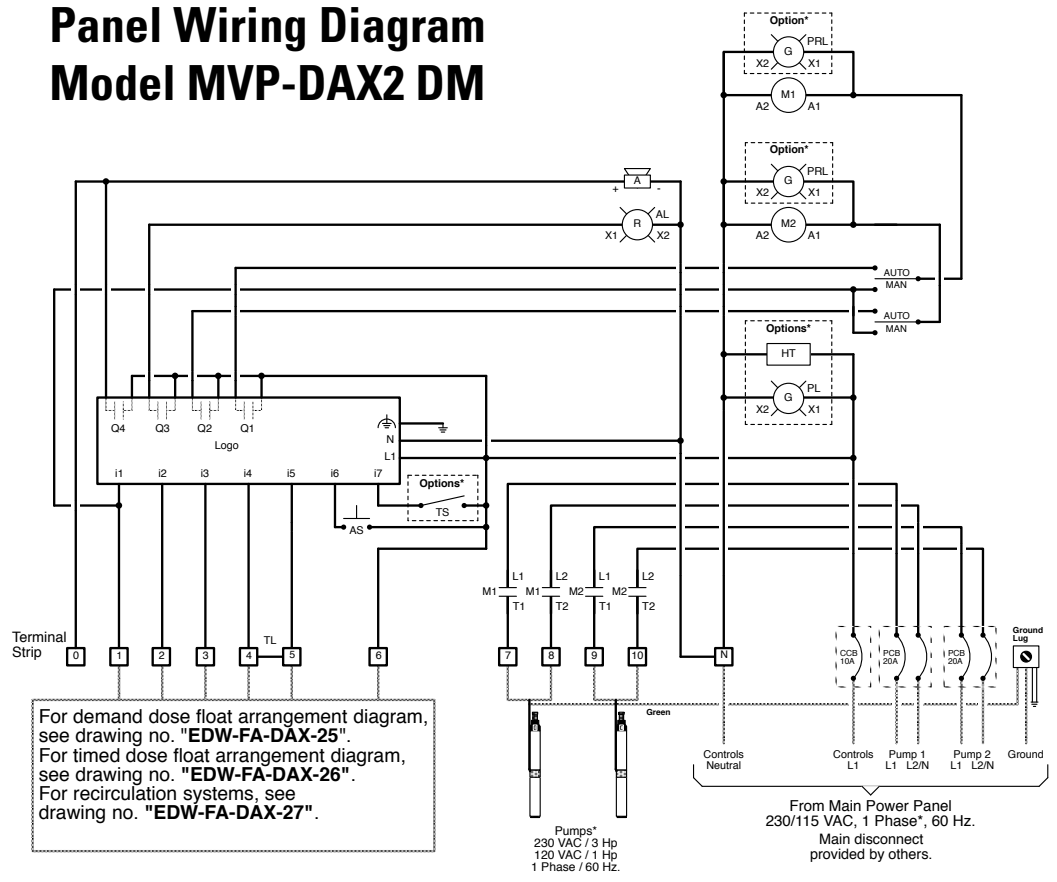 Panel Wiring Diagram
Model MVP-DAX2 DM
Option*
G
PRL
X2
X1
M1
A2
A1
Option*
G
PRL
X2
X1
M2
A2
A1
A
+
-
R
AL
X1
X2
AUTO
MAN
AUTO
MAN
Options*
HT
G
PL
X2
X1
Q4
Q3
Q2
Q1
Logo
N
L1
i1
i2
i3
i4
i5
i6
i7
Options*
TS
AS
L1
L2
L1
L2
M1
M1
M2
M2
T1
T2
T1
T2
Terminal
Strip
0
1
2
3
4
TL
5
6
7
8
9
10
N
CCB
10A
PCB
20A
PCB
20A
Ground
Lug
Green
For demand dose float arrangement diagram,
see drawing no. "EDW-FA-DAX-25".
For timed dose float arrangement diagram,
see drawing no. "EDW-FA-DAX-26".
For recirculation systems, see
drawing no. "EDW-FA-DAX-27".
Controls
Neutral
Controls
L1
Pump 1
L1 L2/N
Pump 2
L1 L2/N
Ground
Pumps*
230 VAC / 3 Hp
120 VAC / 1 Hp
1 Phase / 60 Hz.
From Main Power Panel
230/115 VAC, 1 Phase*, 60 Hz.
Main disconnect
provided by others.